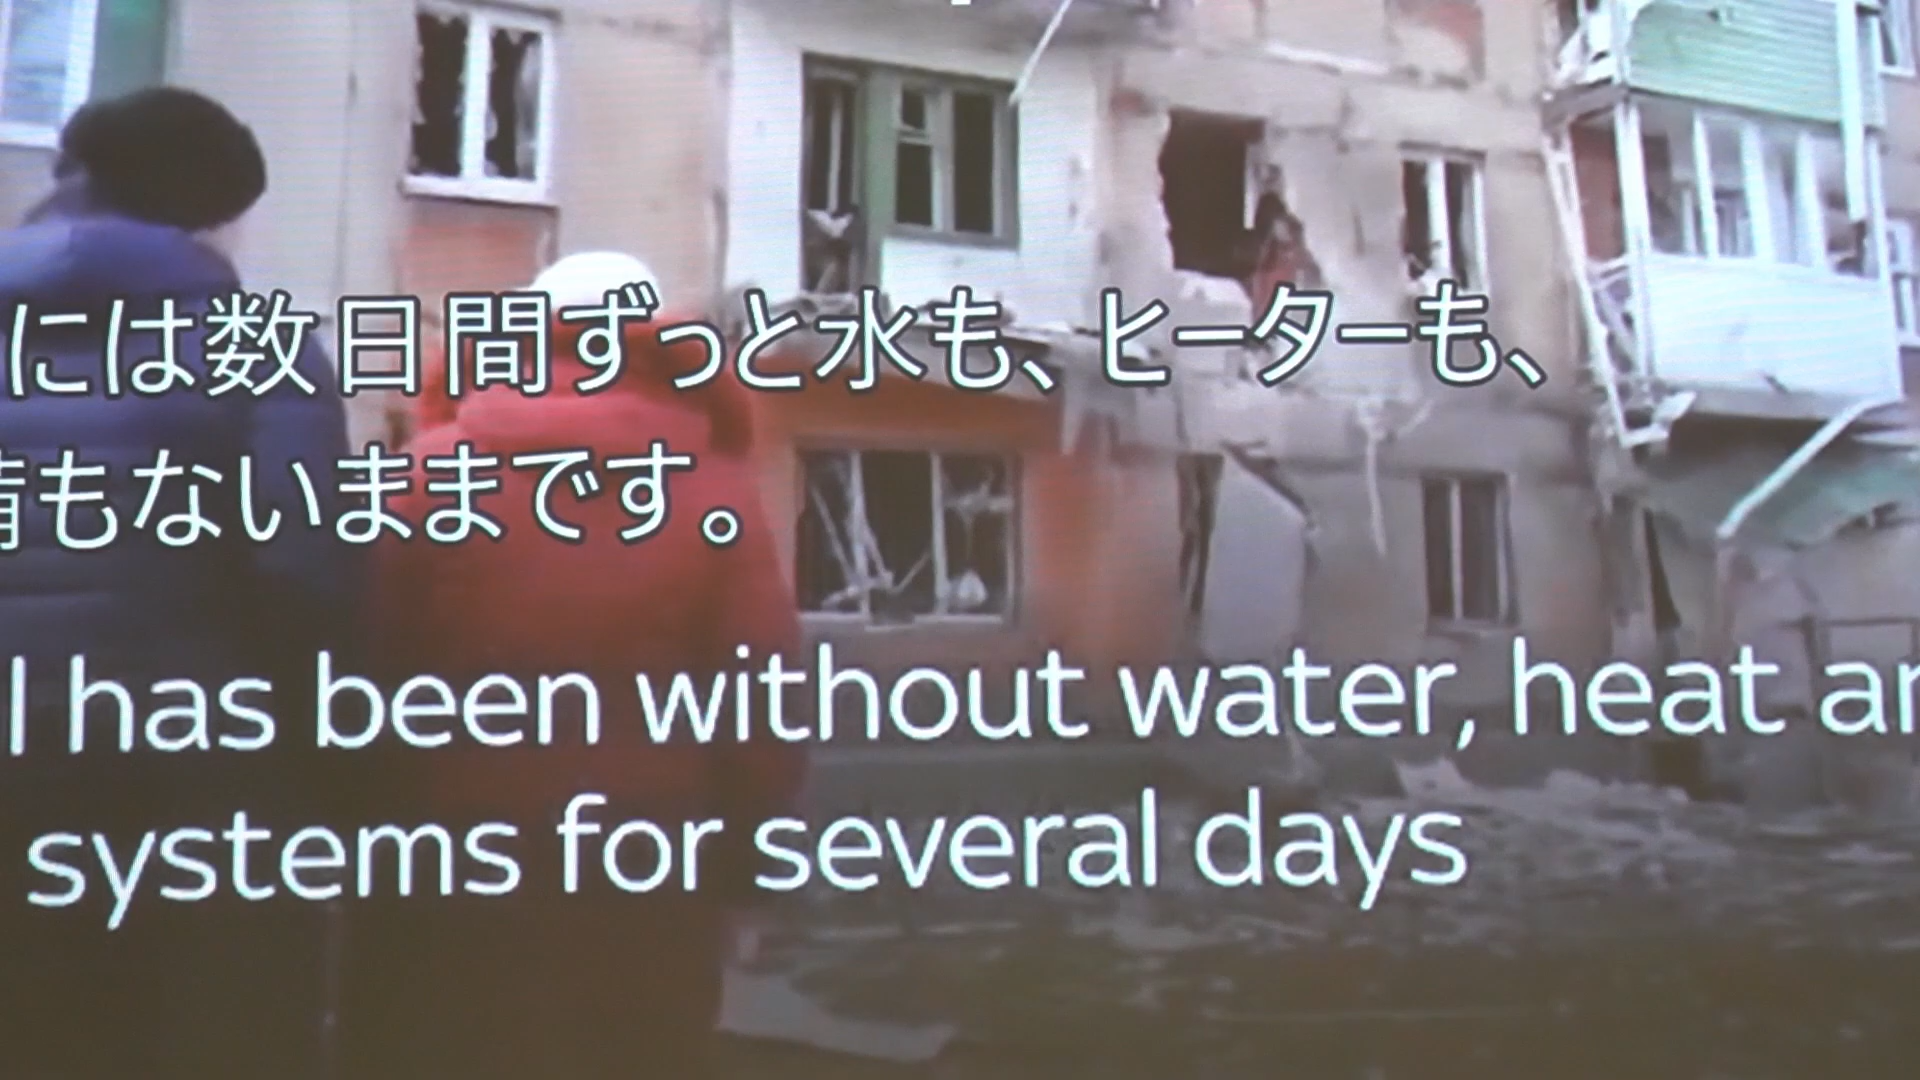 には数日間ずっと水も、ヒーターも、
備もないままです。
l has been without water, heat
systems for several days